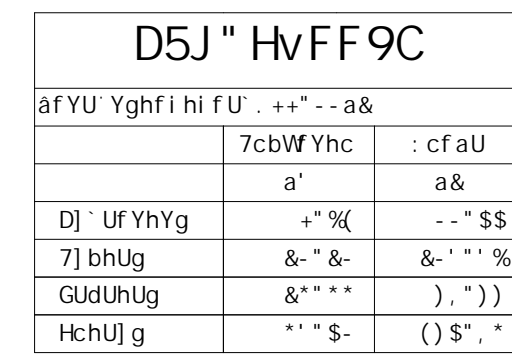 D5J " HvFF9C
âfYU˙Yghfi hi fU`. ++"--a&
7cbWfYhc : cfaU
a' a&
D]`UfYhYg +"%( --"$$
7]bhUg &-"&- &-'"'%
GUdUhUg &*"** ),"))
HchU]g *'"$- ()$",*